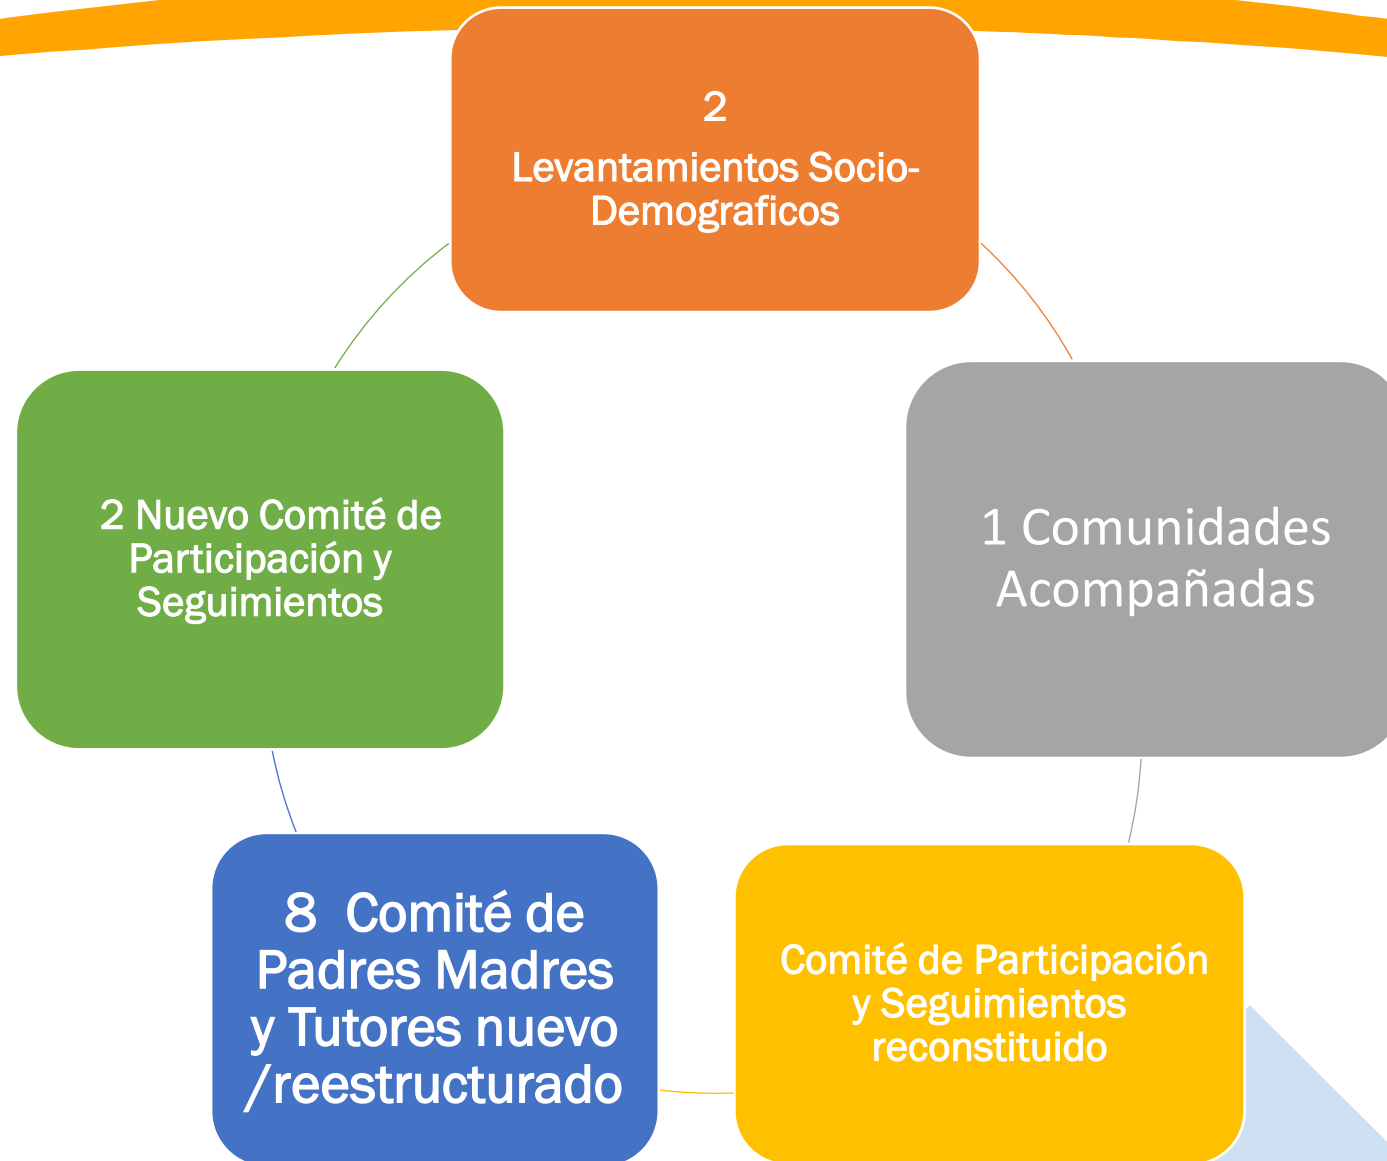 2
Levantamientos Socio-
Demograficos
2 Nuevo Comité de
Participación y
Seguimientos
1 Comunidades
Acompañadas
8 Comité de
Padres Madres
y Tutores nuevo
/reestructurado
Comité de Participación
y Seguimientos
reconstituido